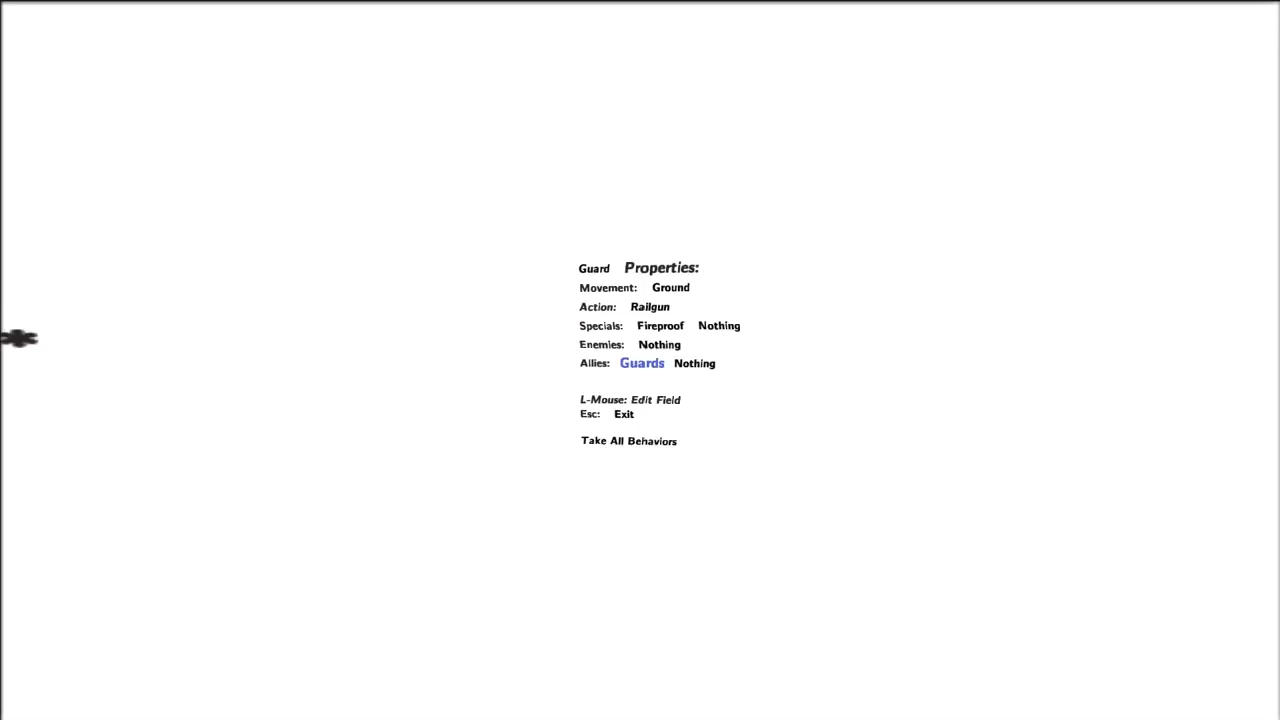 Guard Properties:
Movement: Ground
Action: Railgun
Specials: Fireproof Nothing
Enemies: Nothing
Allies: Guards Nothing
L-Mouse: Edit Field
Esc: Exit
Take All Behaviors